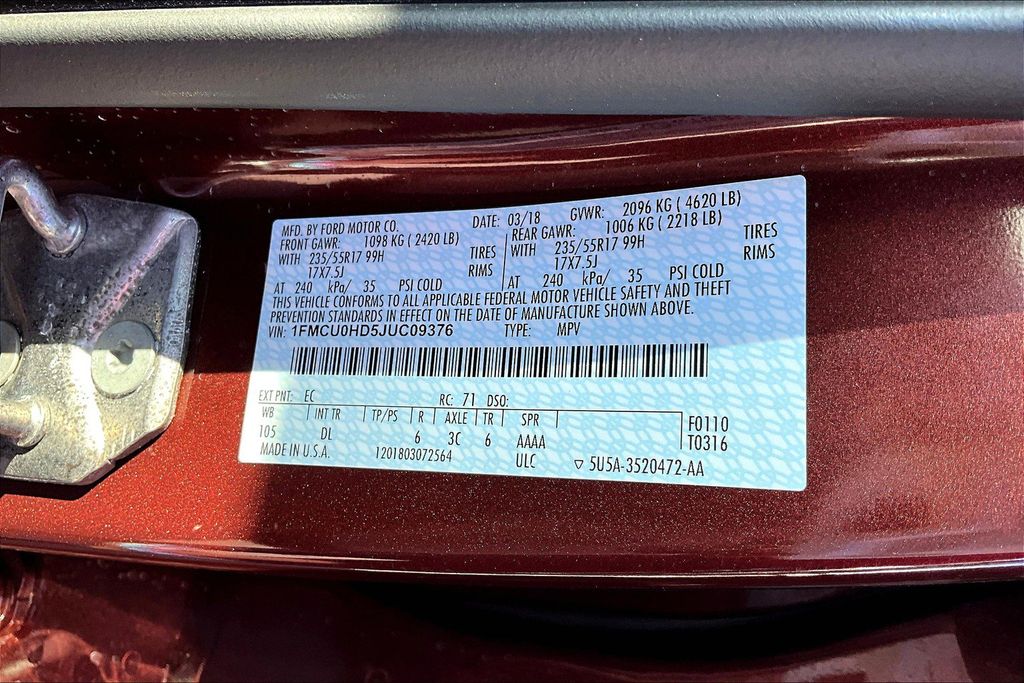 MFD. BY FORD MOTOR CO. DATE: 03/18 GVWR: 2096 KG ( 4620 LB)
FRONT GAWR: 1098 KG ( 2420 LB) REAR GAWR: 1006 KG ( 2218 LB)
WITH 235/55R17 99H TIRES WITH 235/55R17 99H TIRES
17X7.5J RIMS 17X7.5J RIMS
AT 240 kPa/ 35 PSI COLD AT 240 kPa/ 35 PSI COLD
THIS VEHICLE CONFORMS TO ALL APPLICABLE FEDERAL MOTOR VEHICLE SAFETY AND THEFT
PREVENTION STANDARDS IN EFFECT ON THE DATE OF MANUFACTURE SHOWN ABOVE.
VIN: 1FMCU0HD5JUC09376 TYPE: MPV
EXT PNT: EC RC: 71 DSO:
WB INT TR TP/PS R AXLE TR SPR F0110
105 DL 6 3C 6 AAAA T0316
MADE IN U.S.A. 1201803072564 ULC ▽ 5U5A-3520472-AA